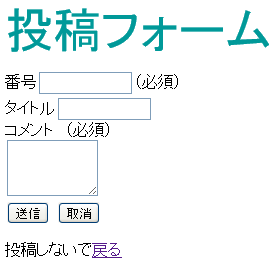 投稿フォーム
番号 (必須)
タイトル
コメント (必須)
送信 取消
投稿しないで戻る